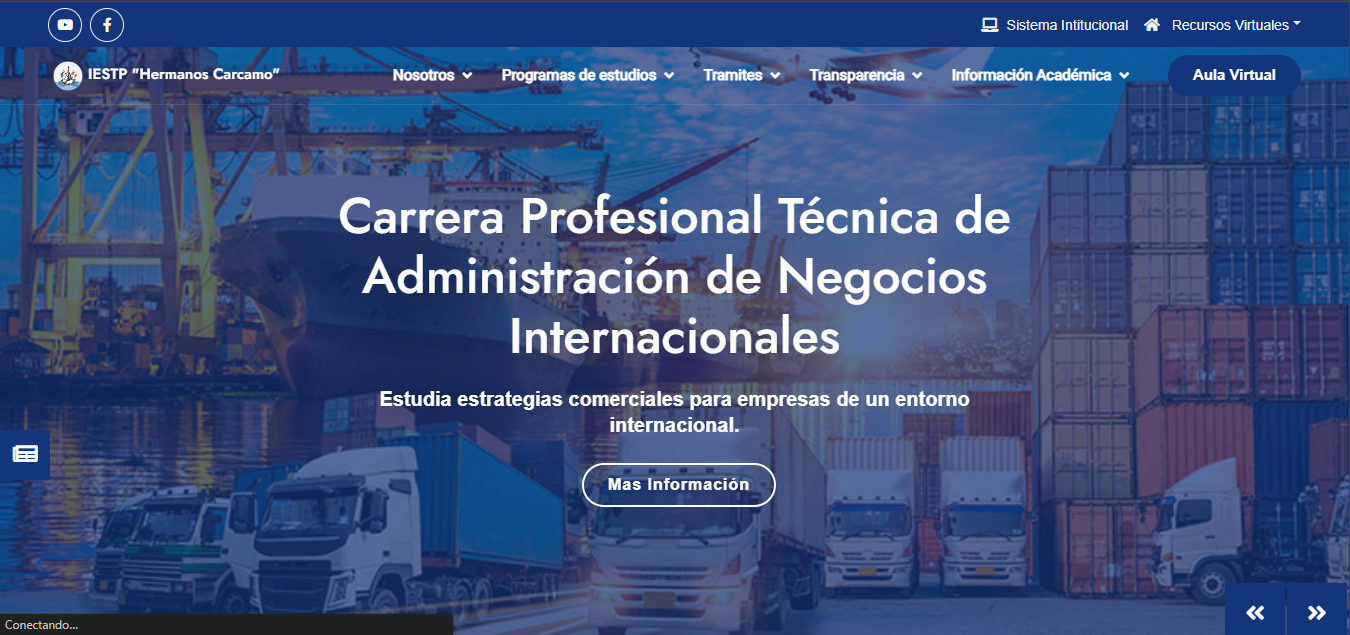 Sistema Intitucional
Recursos Virtuales
IESTP "Hermanos Carcamo"
Nosotros
Programas de estudios
Tramites
Transparencia
Información Académica
Aula Virtual
Carrera Profesional Técnica de
Administración de Negocios
Internacionales
Estudia estrategias comerciales para empresas de un entorno
internacional.
Mas Información
Conectando...